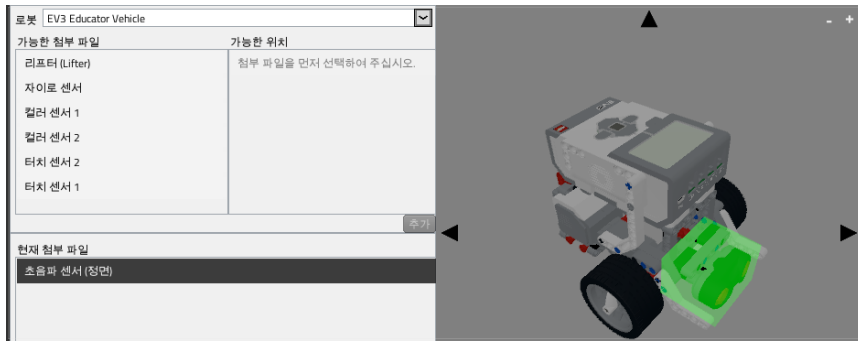 로봇 EV3 Educator Vehicle
가능한 첨부 파일 가능한 위치
리프터 (Lifter) 첨부 파일을 먼저 선택하여 주십시오.
자이로 센서
컬러 센서 1
컬러 센서 2
터치 센서 2
터치 센서 1
추가
현재 첨부 파일
초음파 센서 (정면)
- +